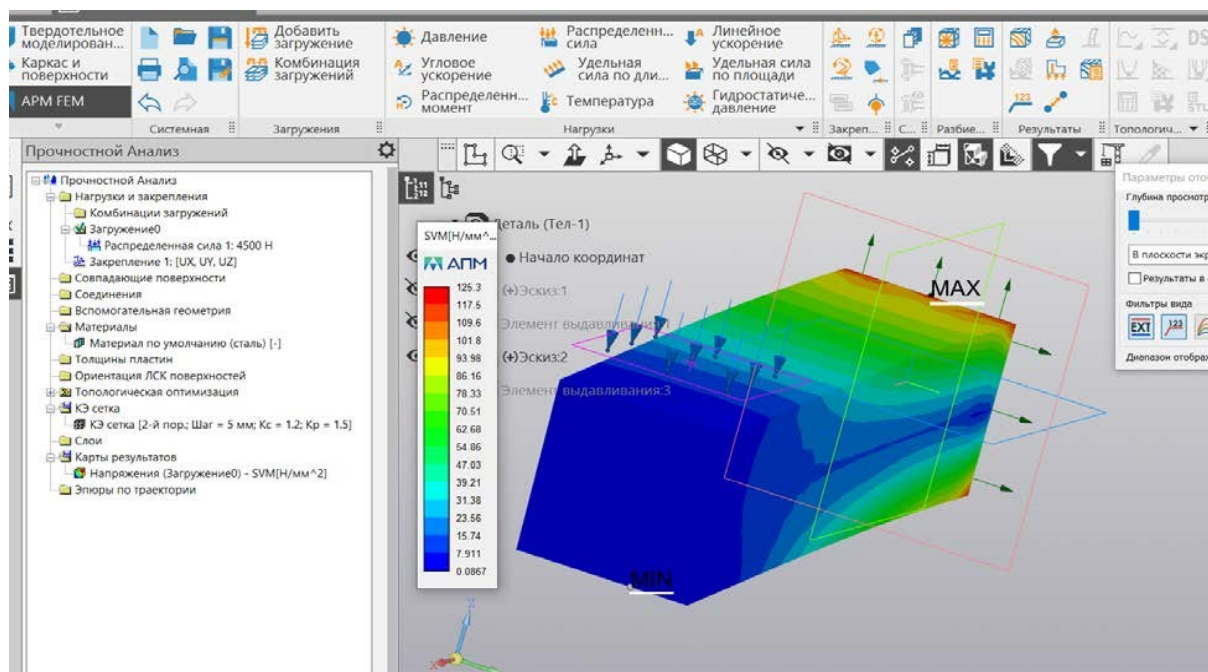 Твердотельное
моделирован...
Каркас и
поверхности
APM FEM
Системная
Добавить
загружение
Комбинация
загружений
Загружения
Давление
Угловое
ускорение
Распределенн...
момент
Распределенн...
сила
Удельная
сила по дли...
Температура
Линейное
ускорение
Удельная сила
по площади
Гидростатиче...
давление
Нагрузки
Закреп...
С...
Разбие...
123
Результаты
DS
STL
Топологич...
Прочностной Анализ
Прочностной Анализ
Нагрузки и закрепления
Комбинации загружений
Загружение0
Распределенная сила 1: 4500 Н
Закрепление 1: [UX, UY, UZ]
Совпадающие поверхности
Соединения
Вспомогательная геометрия
Материалы
Материал по умолчанию (сталь) [-]
Толщины пластин
Ориентация ЛСК поверхностей
Топологическая оптимизация
КЭ сетка
КЭ сетка [2-й пор.; Шаг = 5 мм; Kc = 1.2; Kp = 1.5]
Слои
Карты результатов
Напряжения (Загружение0) - SVM[Н/мм^2]
Эпюры по траектории
Деталь (Тел-1)
Начало координат
(+)Эскиз:1
Элемент выдавливания:1
(+)Эскиз:2
Элемент выдавливания:3
SVM[Н/мм^...
АПМ
125.3
117.5
109.6
101.8
93.98
86.16
78.33
70.51
62.68
54.86
47.03
39.21
31.38
23.56
15.74
7.911
0.0867
MAX
MIN
Z
X
Параметры ото
Глубина просмотр
В плоскости экр
Результаты в
Фильтры вида
EXT
123
Диапазон отображ